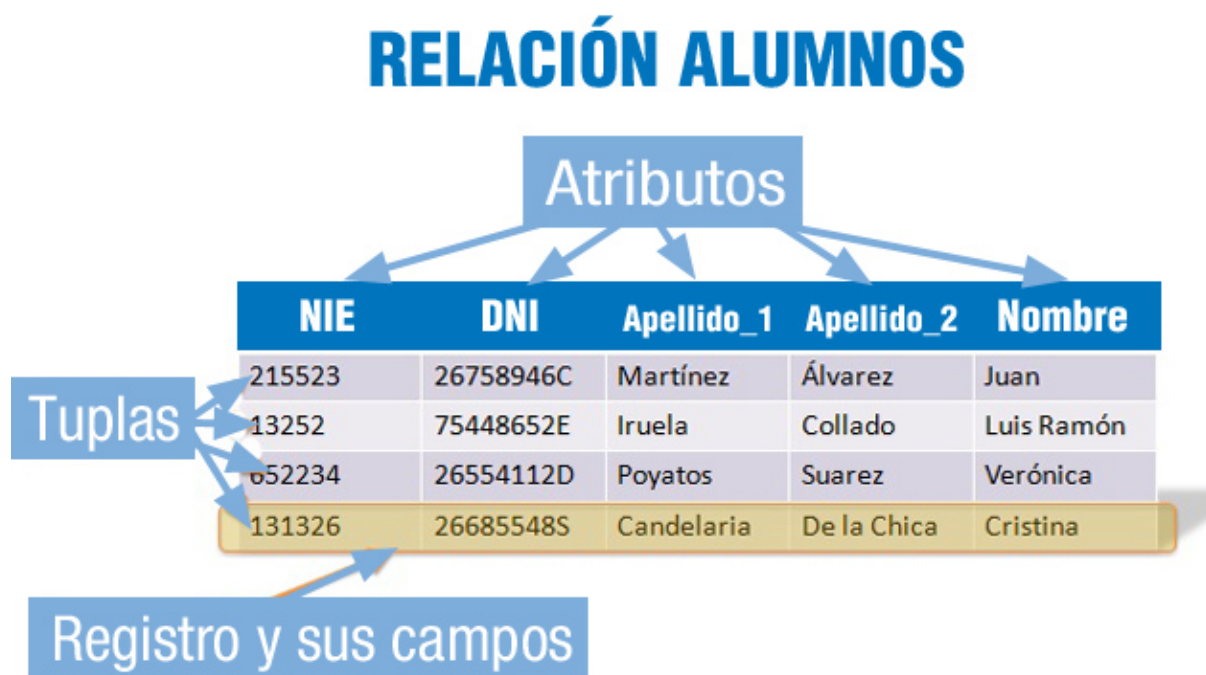 RELACIÓN ALUMNOS
Atributos
NIE DNI Apellido_1 Apellido_2 Nombre
215523 26758946C Martínez Álvarez Juan
Tuplas
13252 75448652E Iruela Collado Luis Ramón
652234 26554112D Poyatos Suarez Verónica
131326 26685548S Candelaria De la Chica Cristina
Registro y sus campos